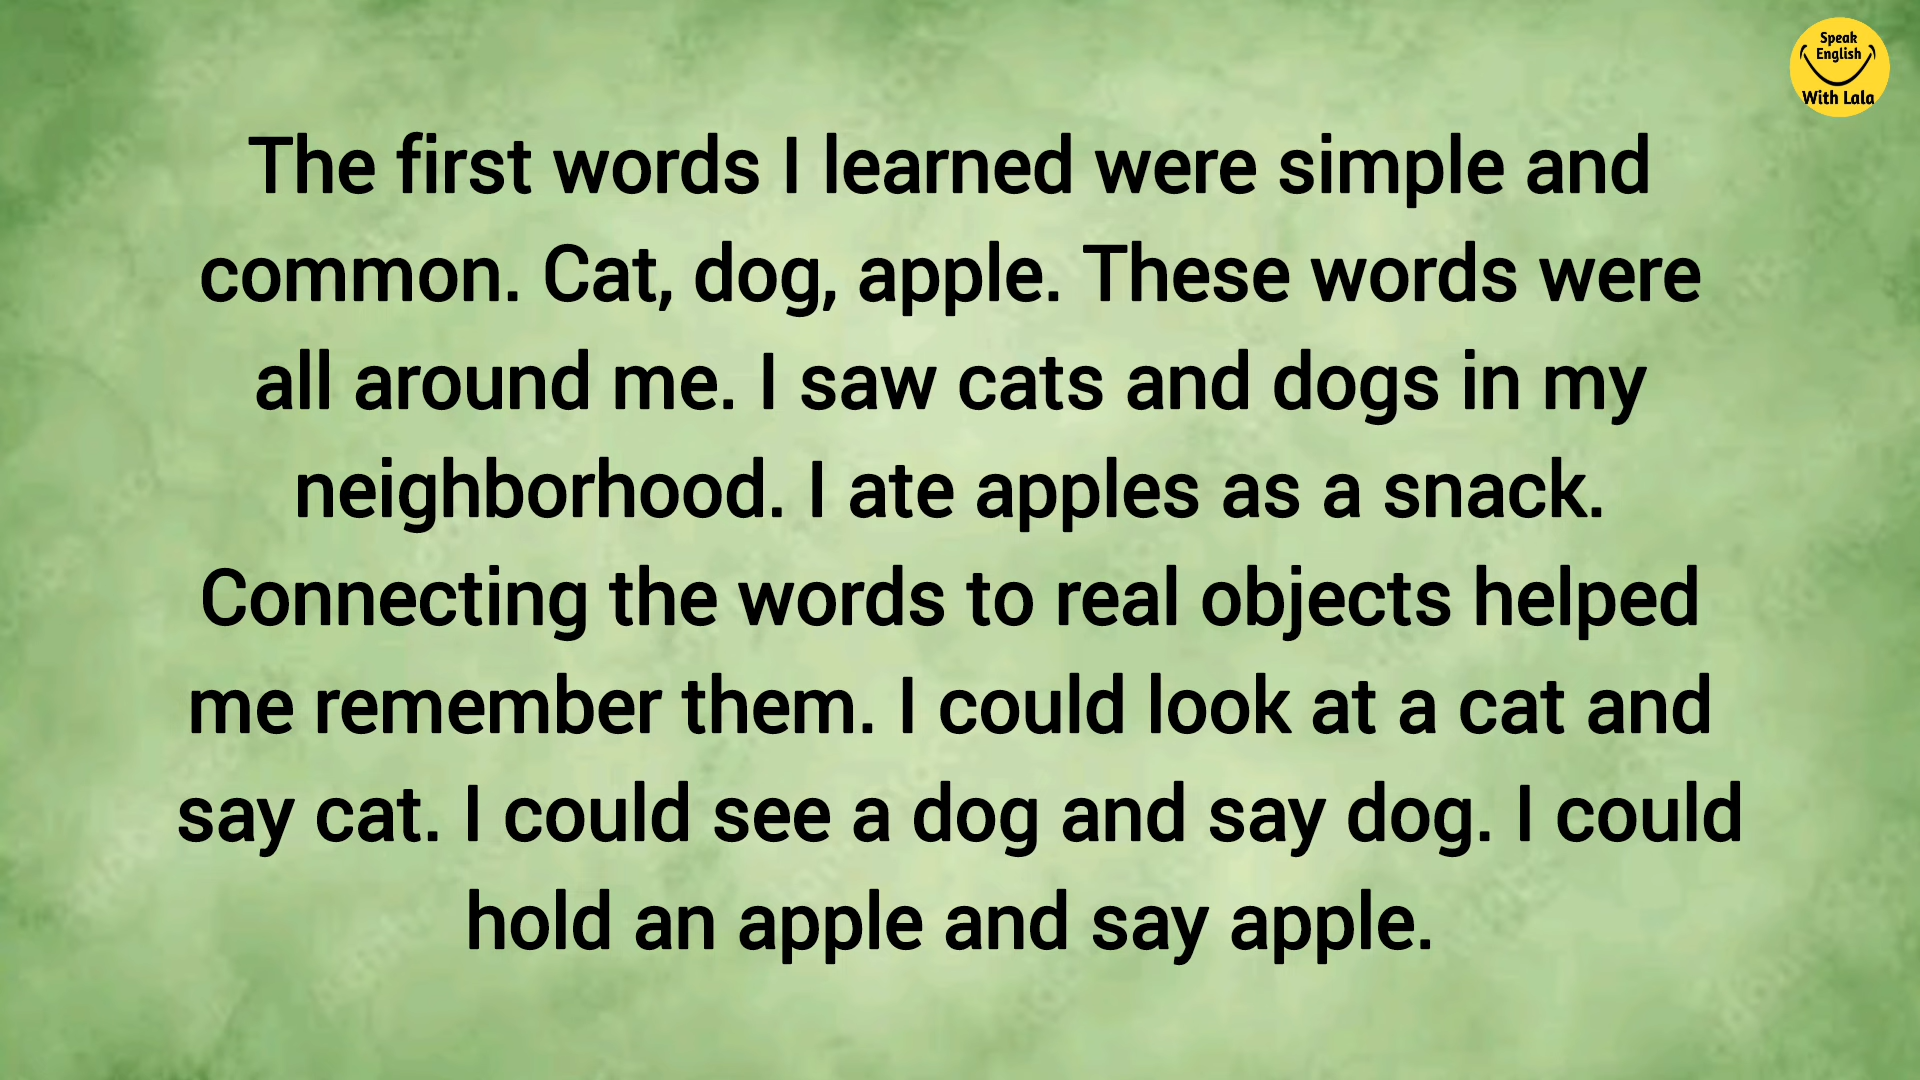 Speak
English
With Lala
The first words I learned were simple and
common. Cat, dog, apple. These words were
all around me. I saw cats and dogs in my
neighborhood. I ate apples as a snack.
Connecting the words to real objects helped
me remember them. I could look at a cat and
say cat. I could see a dog and say dog. I could
hold an apple and say apple.